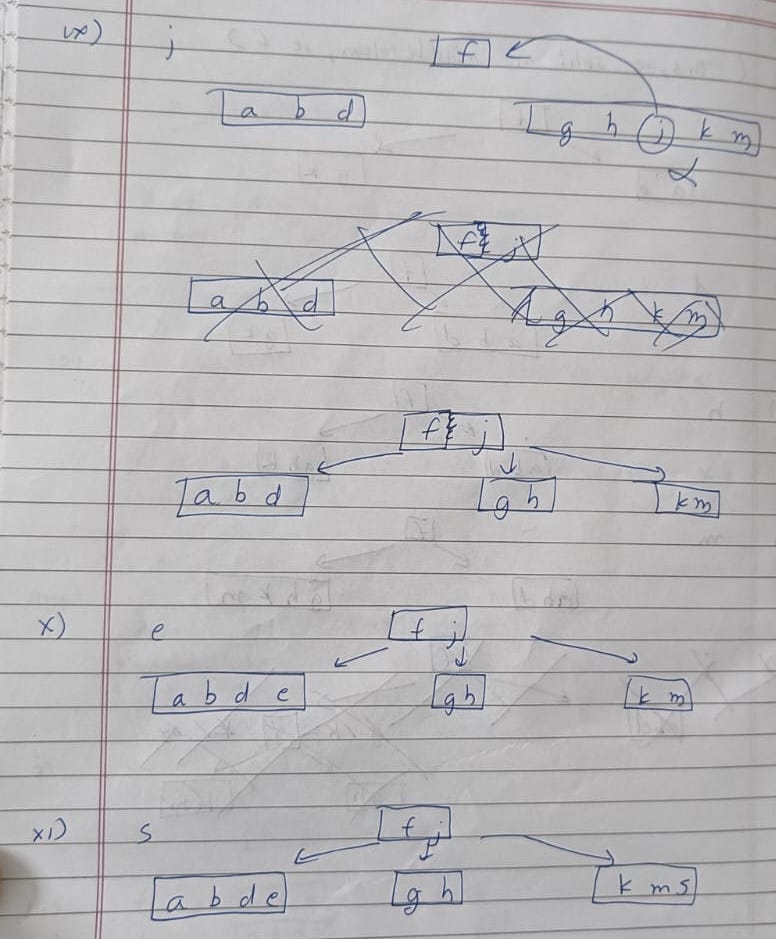 ix) j f
a b d g h j k m
f j
a b d g h k m
f j
a b d g h k m
x) e f j
a b d e g h k m
xi) s f j
a b d e g h k m s